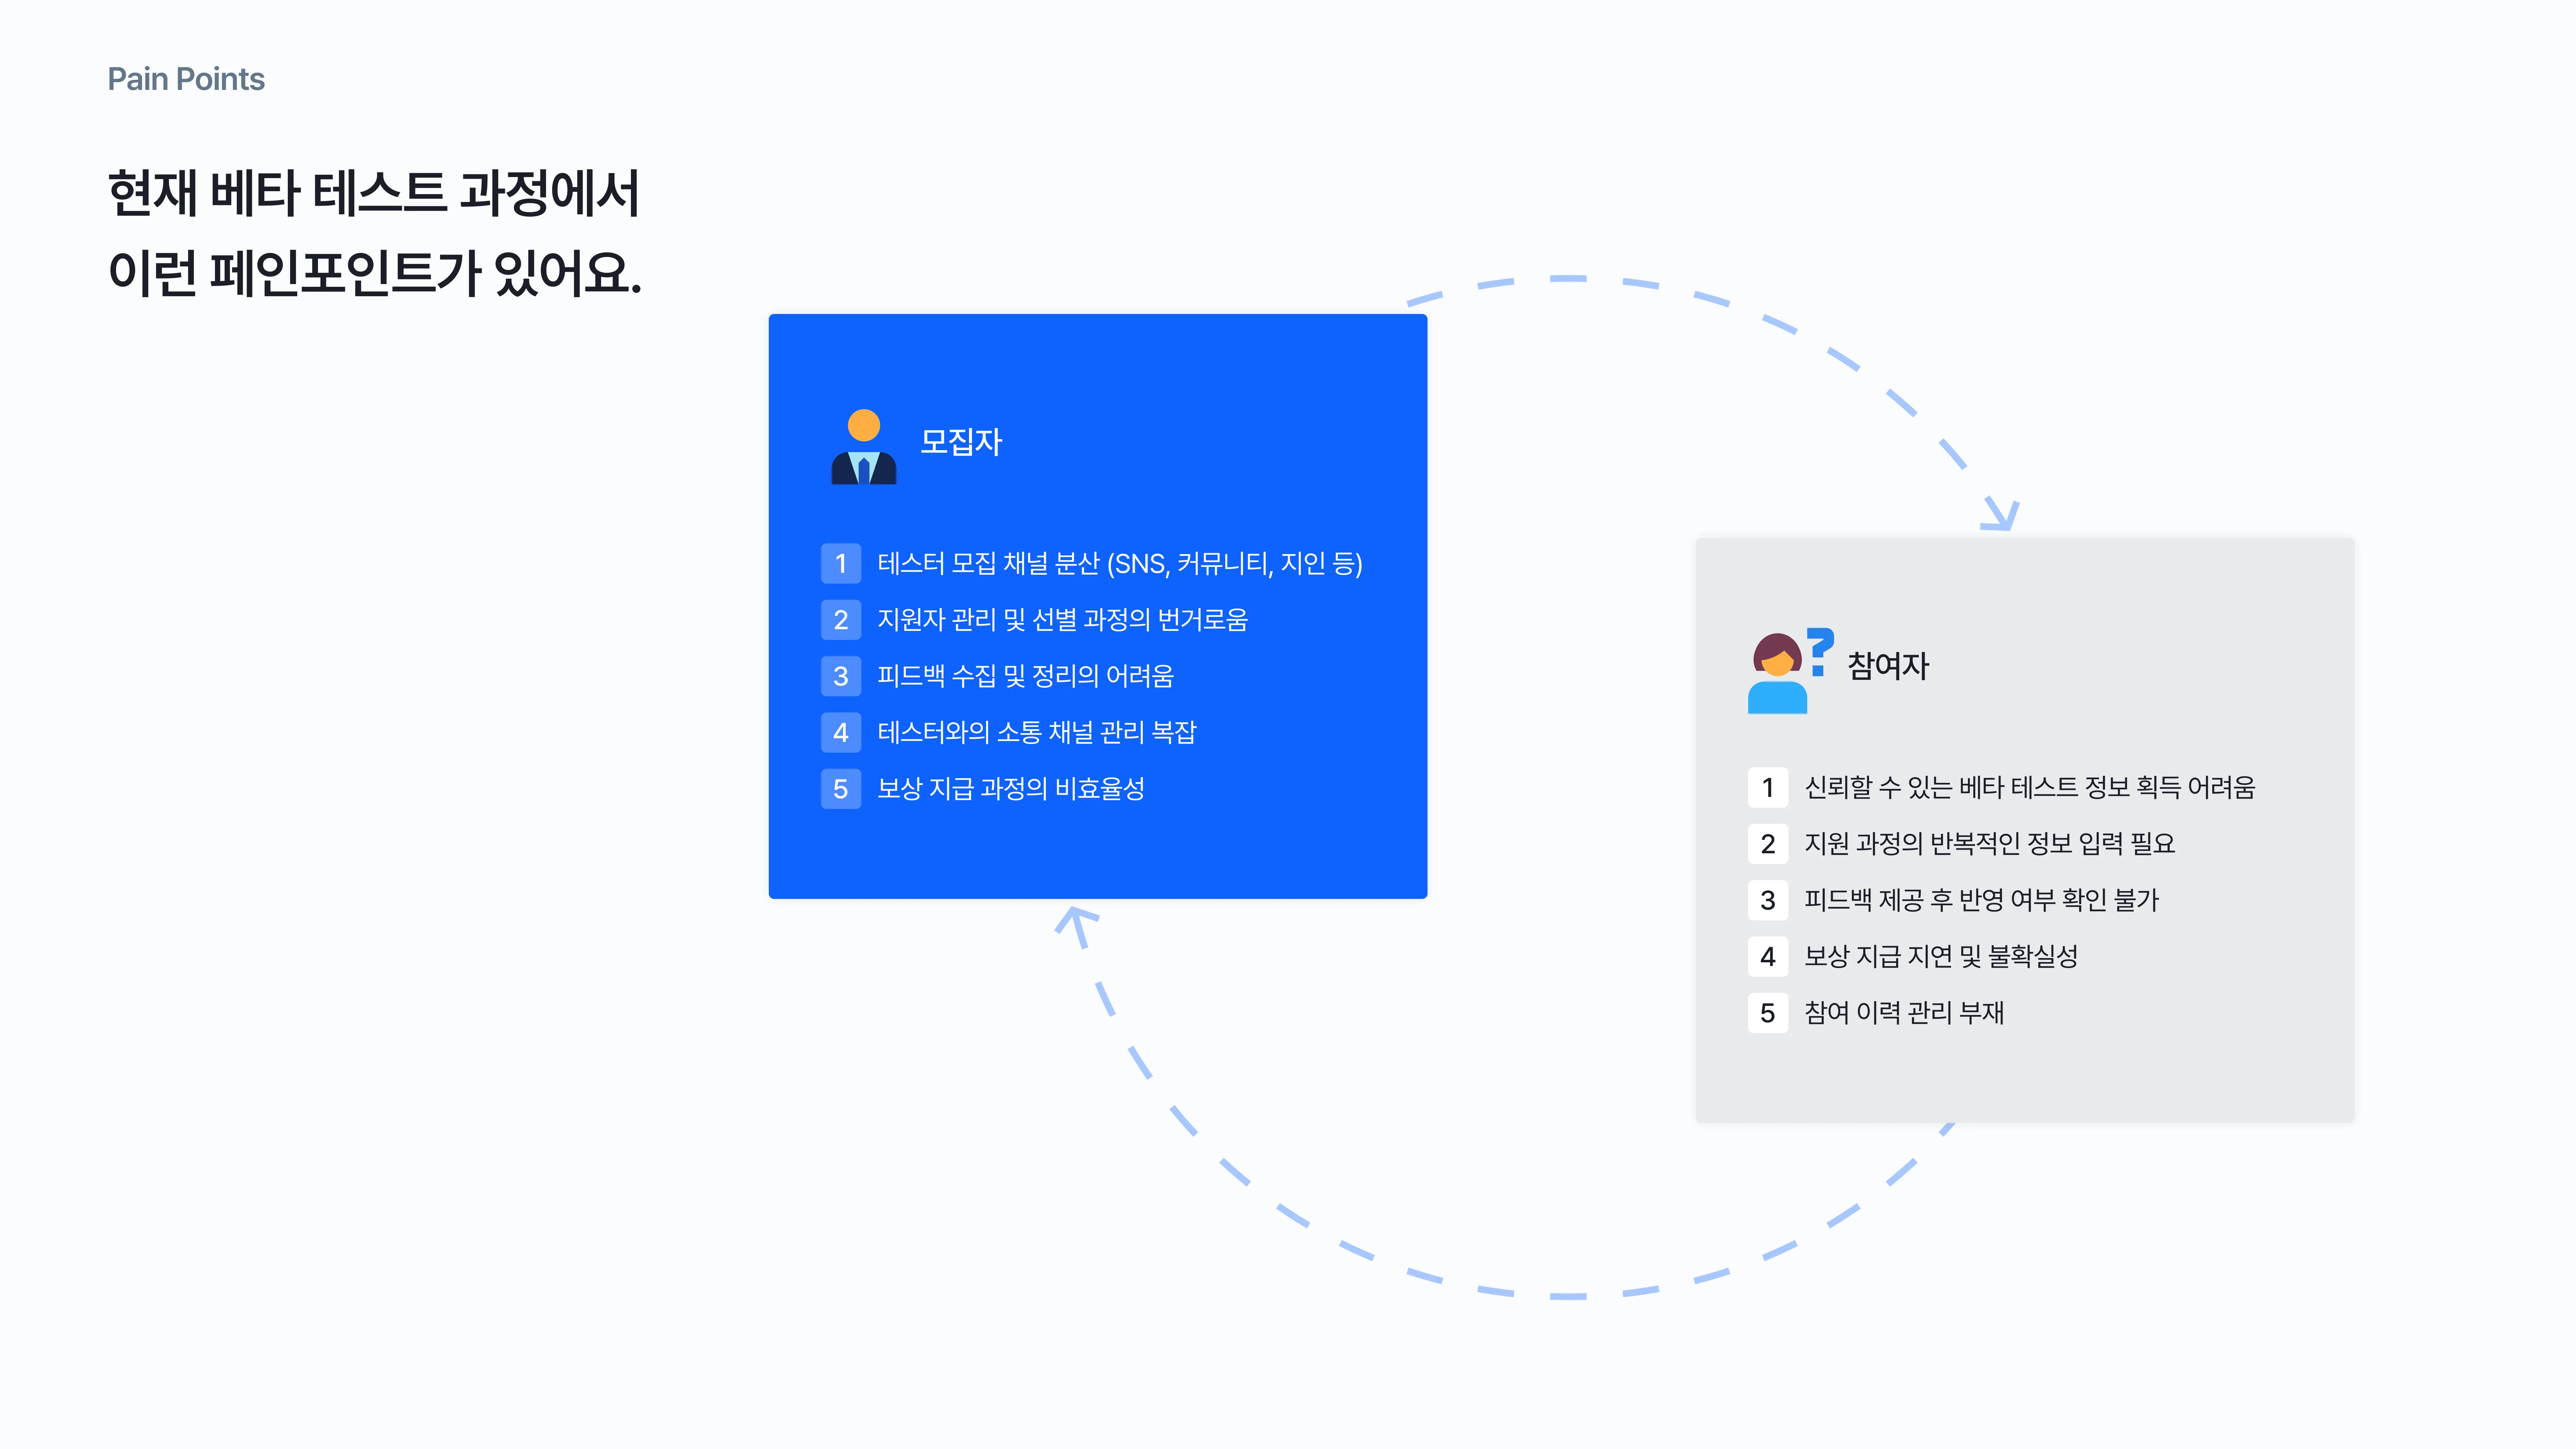 Pain Points
현재 베타 테스트 과정에서
이런 페인포인트가 있어요.
모집자
1 테스터 모집 채널 분산 (SNS, 커뮤니티, 지인 등)
2 지원자 관리 및 선별 과정의 번거로움
3 피드백 수집 및 정리의 어려움
4 테스터와의 소통 채널 관리 복잡
5 보상 지급 과정의 비효율성
?
참여자
1 신뢰할 수 있는 베타 테스트 정보 획득 어려움
2 지원 과정의 반복적인 정보 입력 필요
3 피드백 제공 후 반영 여부 확인 불가
4 보상 지급 지연 및 불확실성
5 참여 이력 관리 부재